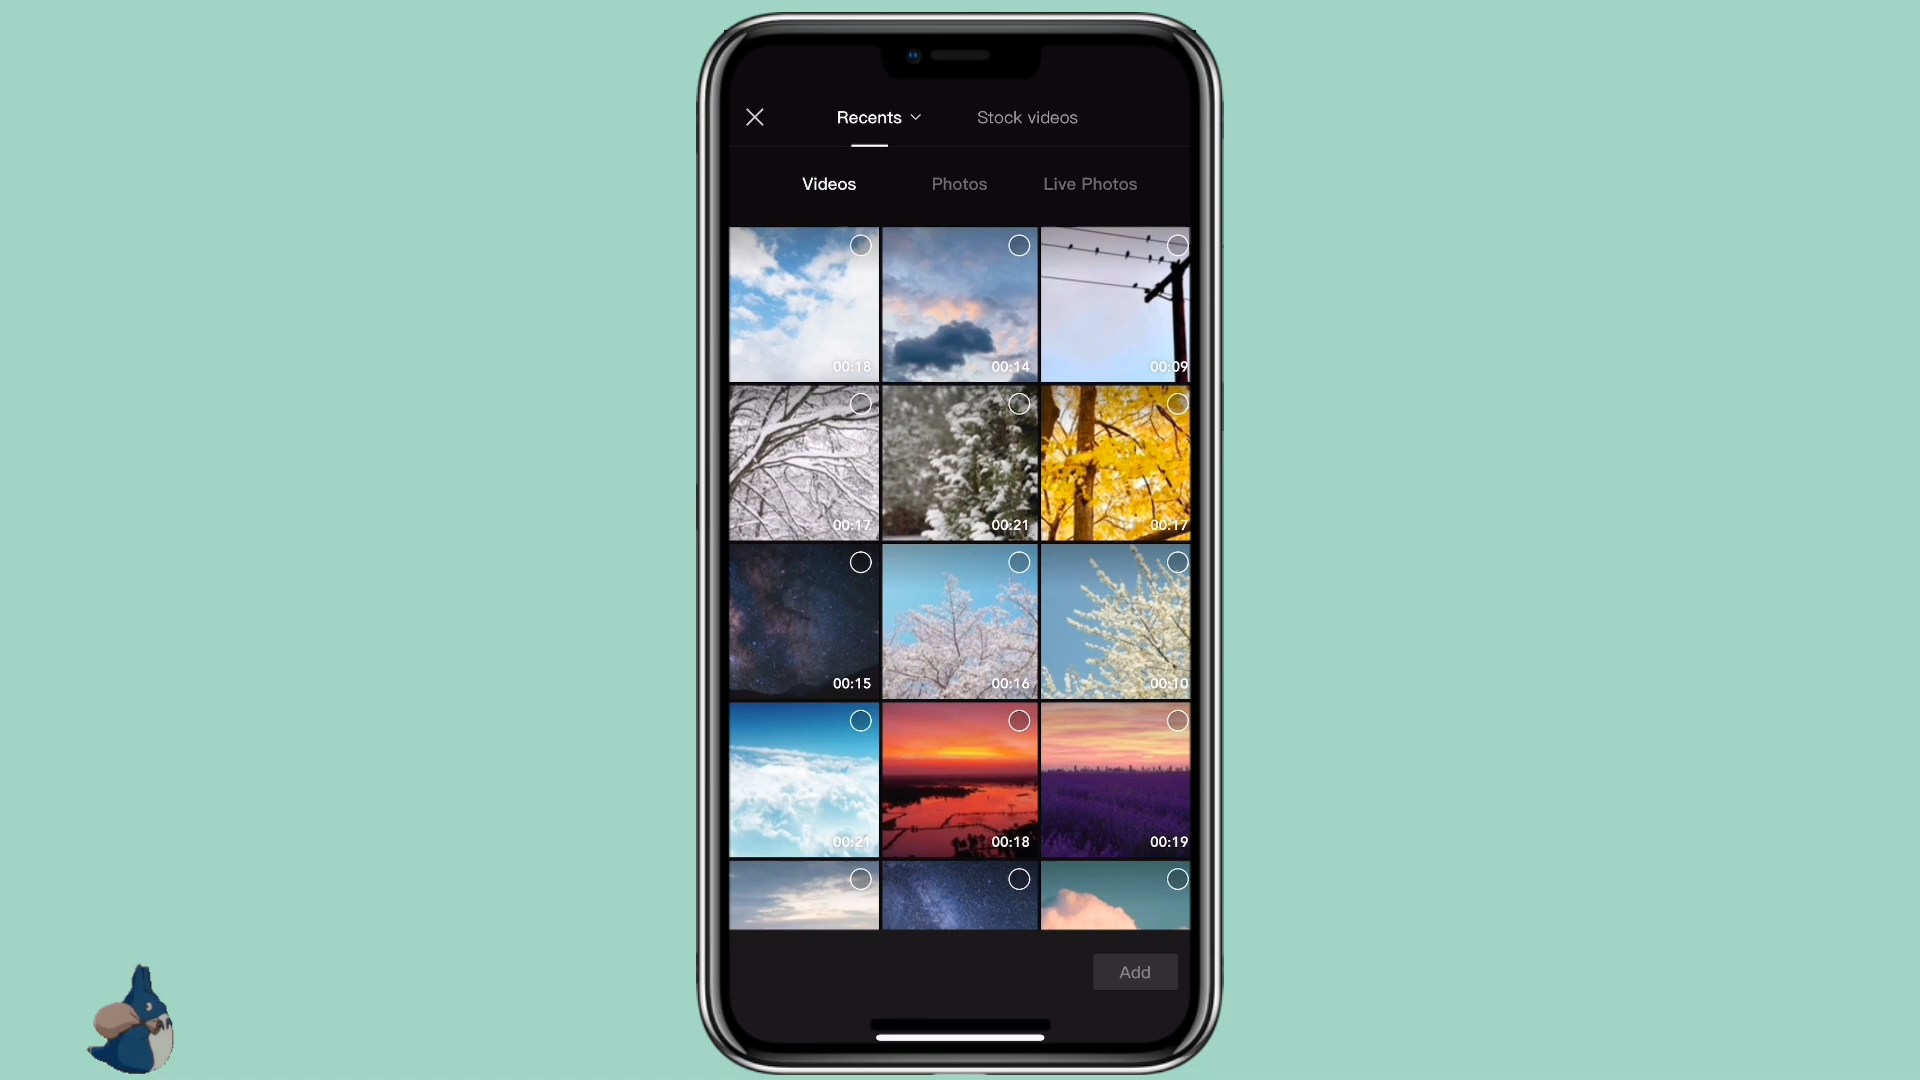 Recents
Stock videos
Videos
Photos
Live Photos
00:18
00:14
00:09
00:17
00:21
00:17
00:15
00:16
00:10
00:21
00:18
00:19
Add